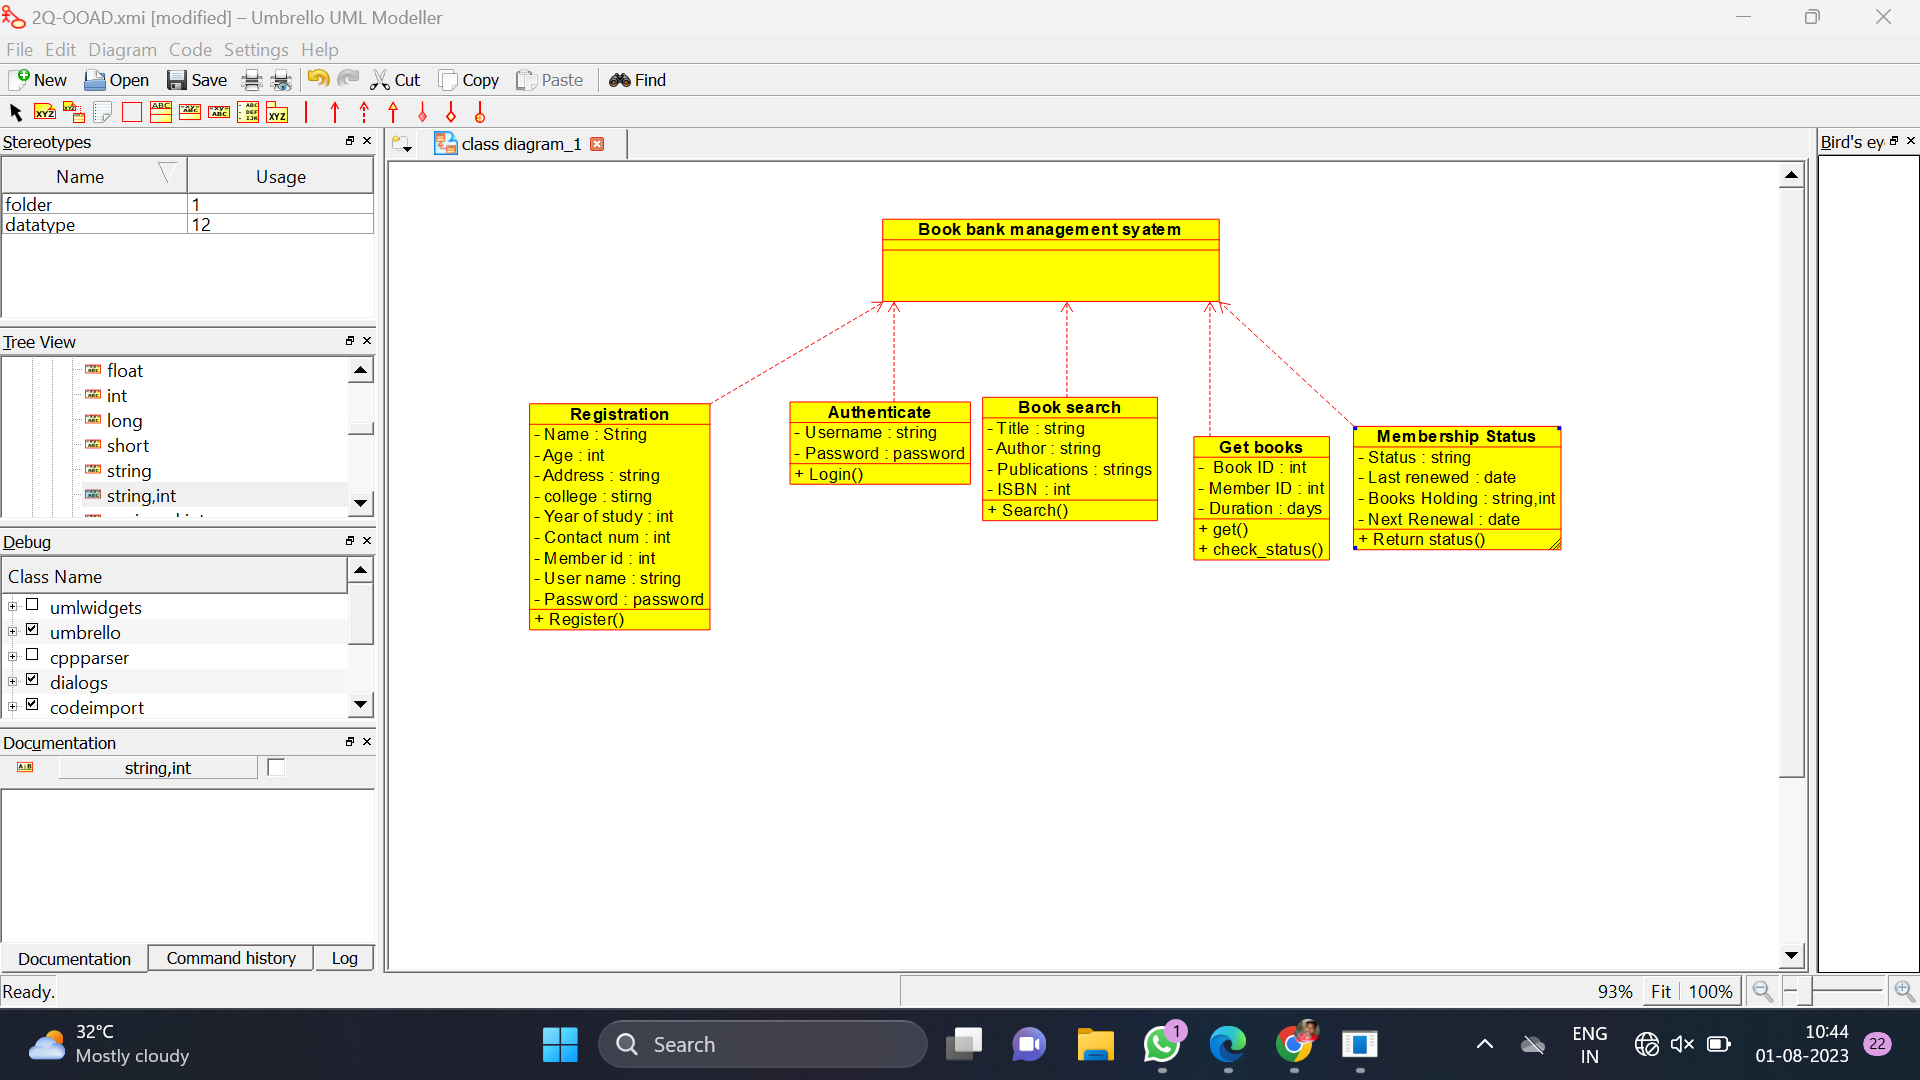 2Q-OOAD.xmi [modified] – Umbrello UML Modeller
File Edit Diagram Code Settings Help
New Open Save Cut Copy Paste Find
Stereotypes
Name Usage
folder 1
datatype 12
Tree View
float
int
long
short
string
string,int
Debug
Class Name
umlwidgets
umbrello
cppparser
dialogs
codeimport
Documentation
string,int
Documentation Command history Log
Ready.
class diagram_1
Book bank management syatem
Registration
- Name : String
- Age : int
- Address : string
- college : stirng
- Year of study : int
- Contact num : int
- Member id : int
- User name : string
- Password : password
+ Register()
Authenticate
- Username : string
- Password : password
+ Login()
Book search
- Title : string
- Author : string
- Publications : strings
- ISBN : int
+ Search()
Get books
- Book ID : int
- Member ID : int
- Duration : days
+ get()
+ check_status()
Membership Status
- Status : string
- Last renewed : date
- Books Holding : string,int
- Next Renewal : date
+ Return status()
Bird's ey
93% Fit 100%
32°C
Mostly cloudy
Search
1
ENG
IN
10:44
01-08-2023
22